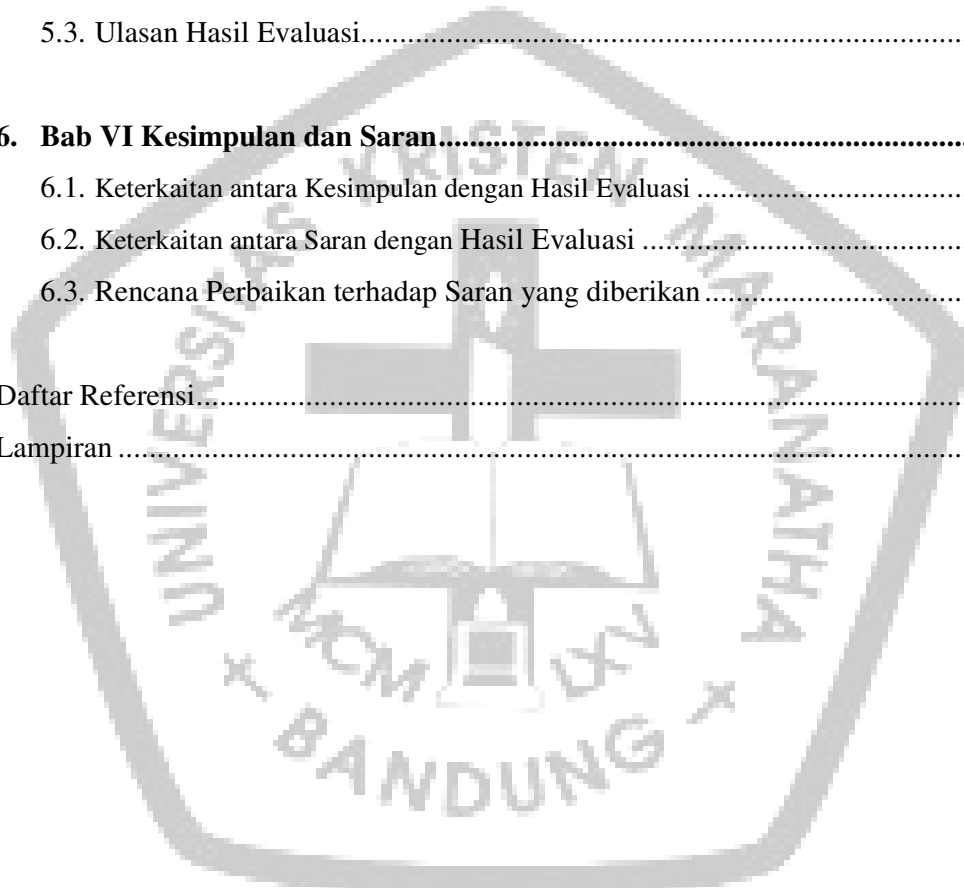 5.3. Ulasan Hasil Evaluasi..........................................................................
6. Bab VI Kesimpulan dan Saran..................................................................
6.1. Keterkaitan antara Kesimpulan dengan Hasil Evaluasi ................................
6.2. Keterkaitan antara Saran dengan Hasil Evaluasi .......................................
6.3. Rencana Perbaikan terhadap Saran yang diberikan ................................
Daftar Referensi.......................................................................................
Lampiran ................................................................................................
UNIVERSITAS KRISTEN MARANATHA
MCM LXV
BANDUNG